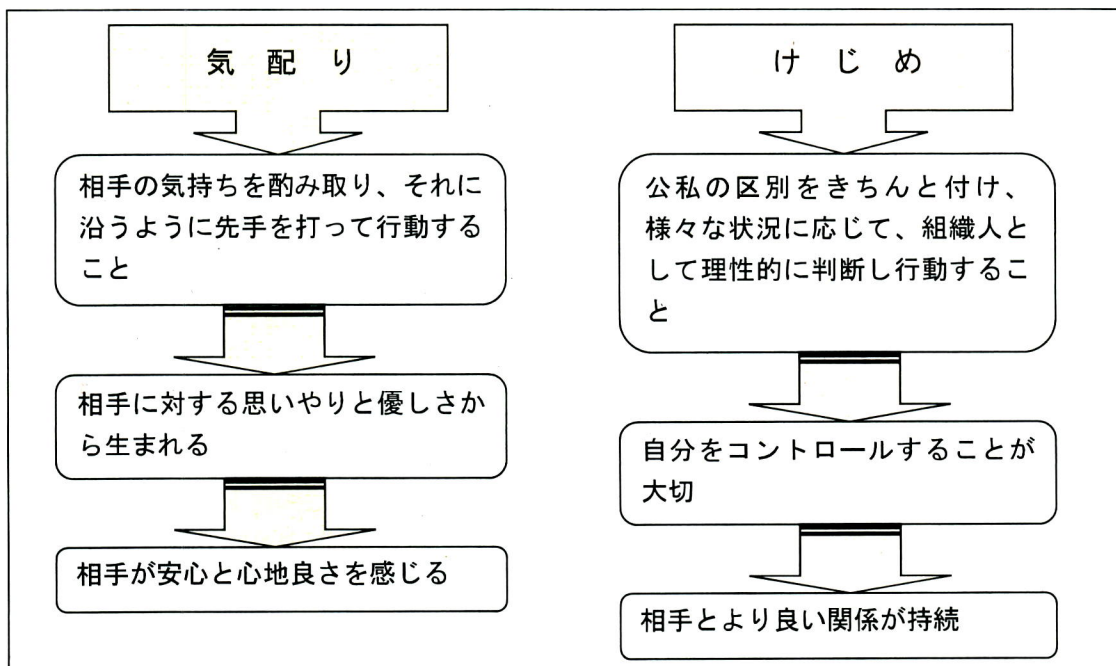 気 配 り
相手の気持ちを酌み取り、それに
沿うように先手を打って行動する
こと
相手に対する思いやりと優しさか
ら生まれる
相手が安心と心地良さを感じる
け じ め
公私の区別をきちんと付け、
様々な状況に応じて、組織人と
して理性的に判断し行動するこ
と
自分をコントロールすることが
大切
相手とより良い関係が持続